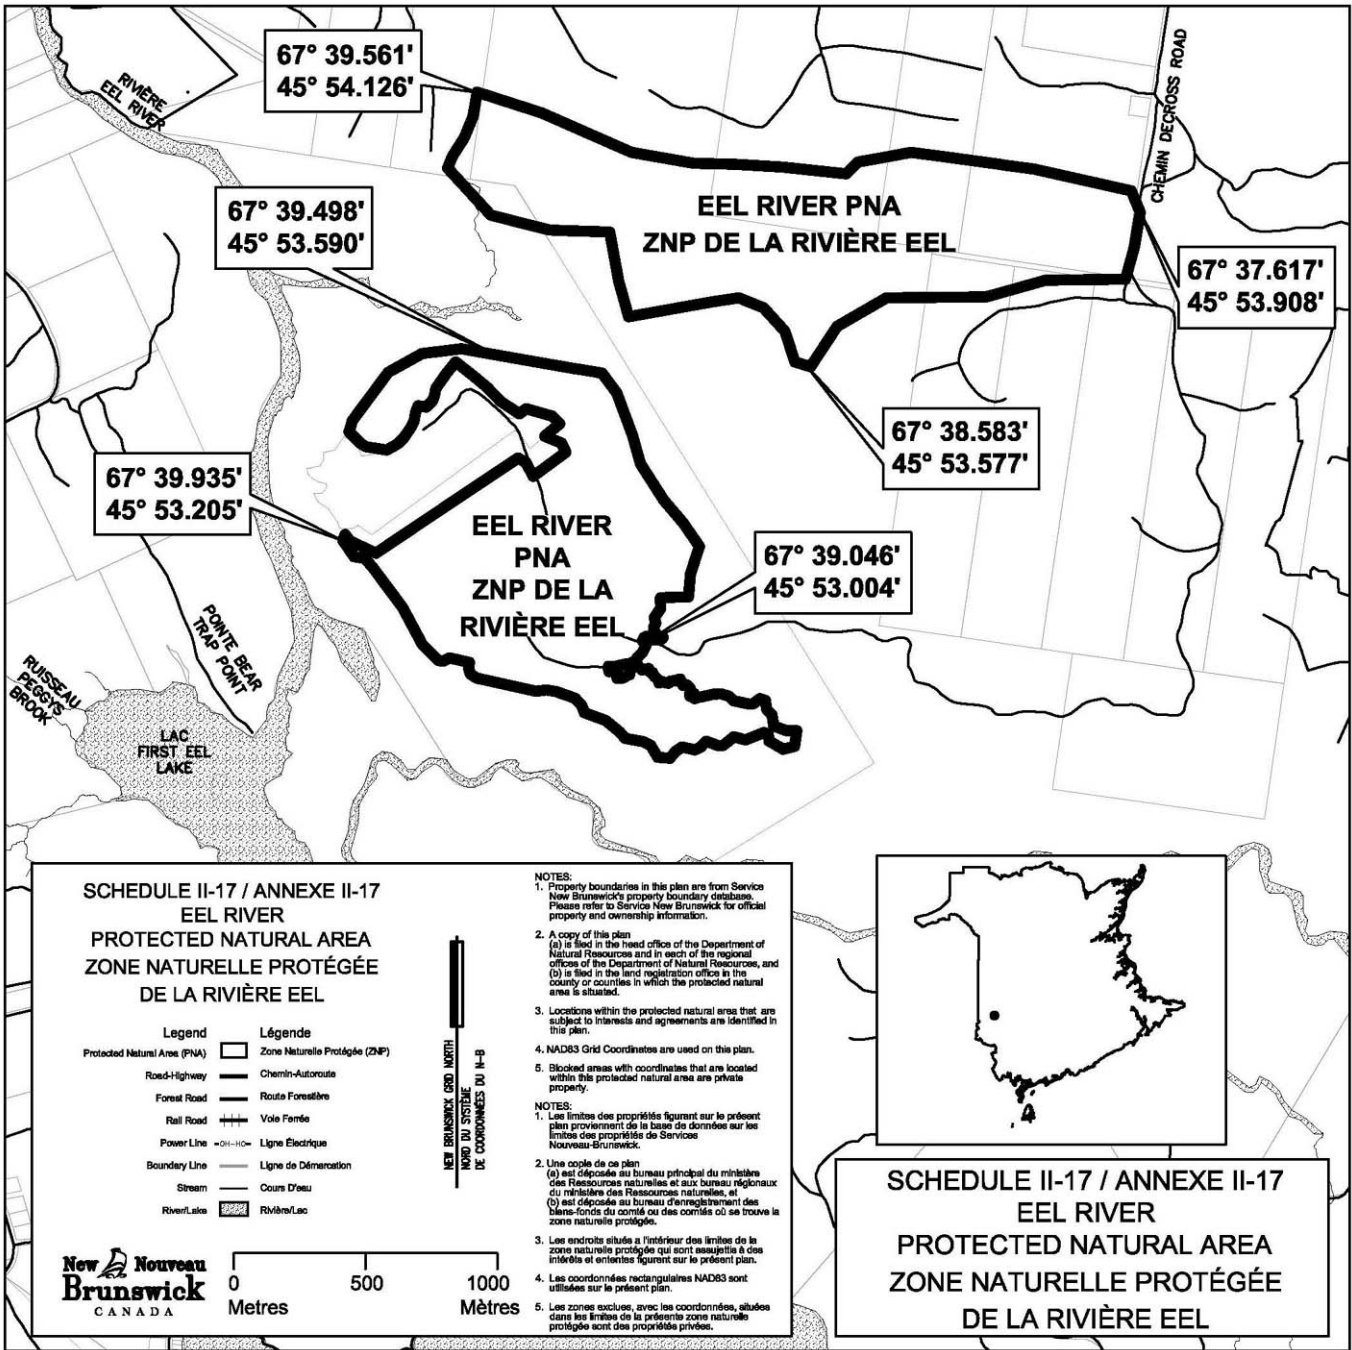 67° 39.561'
45° 54.126'
RIVIÈRE
EEL RIVER
CHEMIN DECROSS ROAD
67° 39.498'
45° 53.590'
EEL RIVER PNA
ZNP DE LA RIVIÈRE EEL
67° 37.617'
45° 53.908'
67° 38.583'
45° 53.577'
67° 39.935'
45° 53.205'
EEL RIVER
PNA
ZNP DE LA
RIVIÈRE EEL
67° 39.046'
45° 53.004'
POINTE BEAR
TRAP POINT
RUISSEAU
PEGGYS
BROOK
LAC
FIRST EEL
LAKE
SCHEDULE II-17 / ANNEXE II-17
EEL RIVER
PROTECTED NATURAL AREA
ZONE NATURELLE PROTÉGÉE
DE LA RIVIÈRE EEL
Legend Légende
Protected Natural Area (PNA) Zone Naturelle Protégée (ZNP)
Road-Highway Chemin-Autoroute
Forest Road Route Forestière
Rail Road Voie Ferrée
Power Line OH-HO Ligne Électrique
Boundary Line Ligne de Démarcation
Stream Cours D'eau
River/Lake Rivière/Lac
NEW BRUNSWICK GRID NORTH
NORD DU SYSTÈME
DE COORDONNÉES DU N-B
New Nouveau
Brunswick
CANADA
0 500 1000
Metres Mètres
NOTES:
1. Property boundaries in this plan are from Service
New Brunswick's property boundary database.
Please refer to Service New Brunswick for official
property and ownership information.
2. A copy of this plan
(a) is filed in the head office of the Department of
Natural Resources and in each of the regional
offices of the Department of Natural Resources, and
(b) is filed in the land registration office in the
county or counties in which the protected natural
area is situated.
3. Locations within the protected natural area that are
subject to interests and agreements are identified in
this plan.
4. NAD83 Grid Coordinates are used on this plan.
5. Blocked areas with coordinates that are located
within this protected natural area are private
property.
NOTES:
1. Les limites des propriétés figurant sur le présent
plan proviennent de la base de données sur les
limites des propriétés de Services
Nouveau-Brunswick.
2. Une copie de ce plan
(a) est déposée au bureau principal du ministère
des Ressources naturelles et aux bureau régionaux
du ministère des Ressources naturelles, et
(b) est déposée au bureau d'enregistrement des
biens-fonds du comté ou des comtés où se trouve la
zone naturelle protégée.
3. Les endroits situés a l'intérieur des limites de la
zone naturelle protégée qui sont assujettis à des
intérêts et ententes figurent sur le présent plan.
4. Les coordonnées rectangulaires NAD83 sont
utilisées sur le présent plan.
5. Les zones exclues, avec les coordonnées, situées
dans les limites de la présente zone naturelle
protégée sont des propriétés privées.
SCHEDULE II-17 / ANNEXE II-17
EEL RIVER
PROTECTED NATURAL AREA
ZONE NATURELLE PROTÉGÉE
DE LA RIVIÈRE EEL